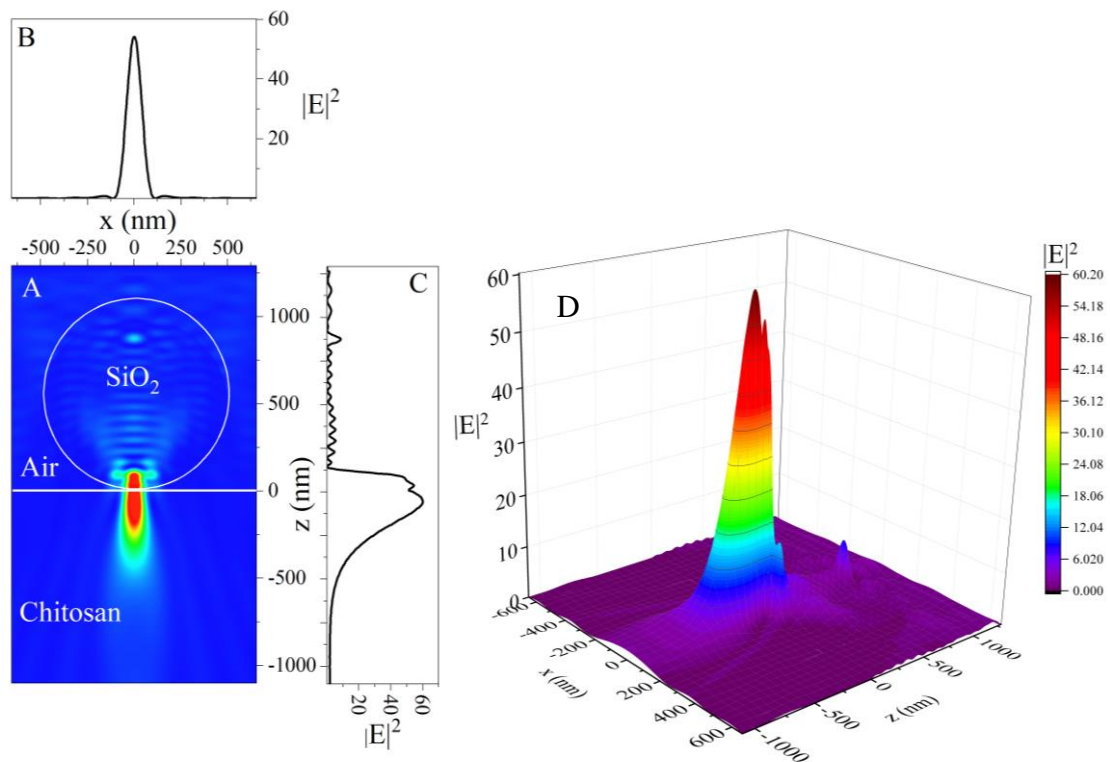 B
60
40
20
|E|²
x (nm)
-500 -250 0 250 500
A
SiO₂
Air
Chitosan
C
1000
500
0
-500
-1000
z (nm)
20 40 60
|E|²
D
|E|²
60
50
40
30
20
10
0
-600
-400
-200
0
200
400
600
x (nm)
-1000
-500
0
500
1000
z (nm)
|E|²
60.20
54.18
48.16
42.14
36.12
30.10
24.08
18.06
12.04
6.020
0.000